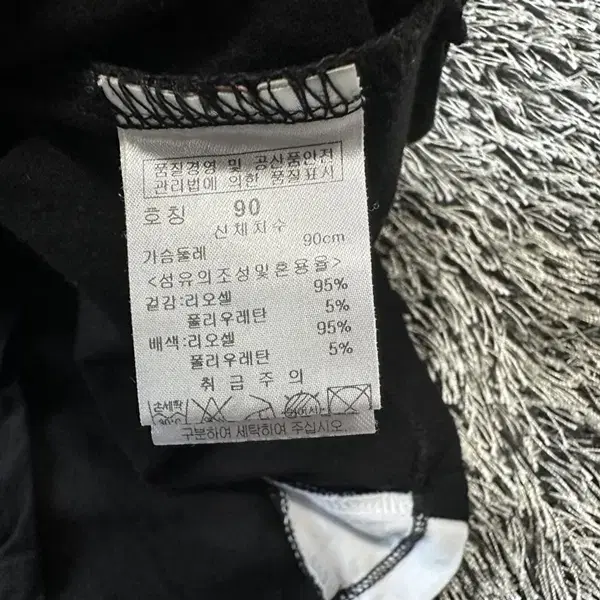 품질경영 및 공산품안전
관리법에 의한 품질표시
호칭 90
신체치수
가슴둘레 90cm
<섬유의조성및혼용율>
겉감:리오셀 95%
폴리우레탄 5%
배색:리오셀 95%
폴리우레탄 5%
취급주의
손세탁
30℃
구분하여 세탁하여 주십시오.